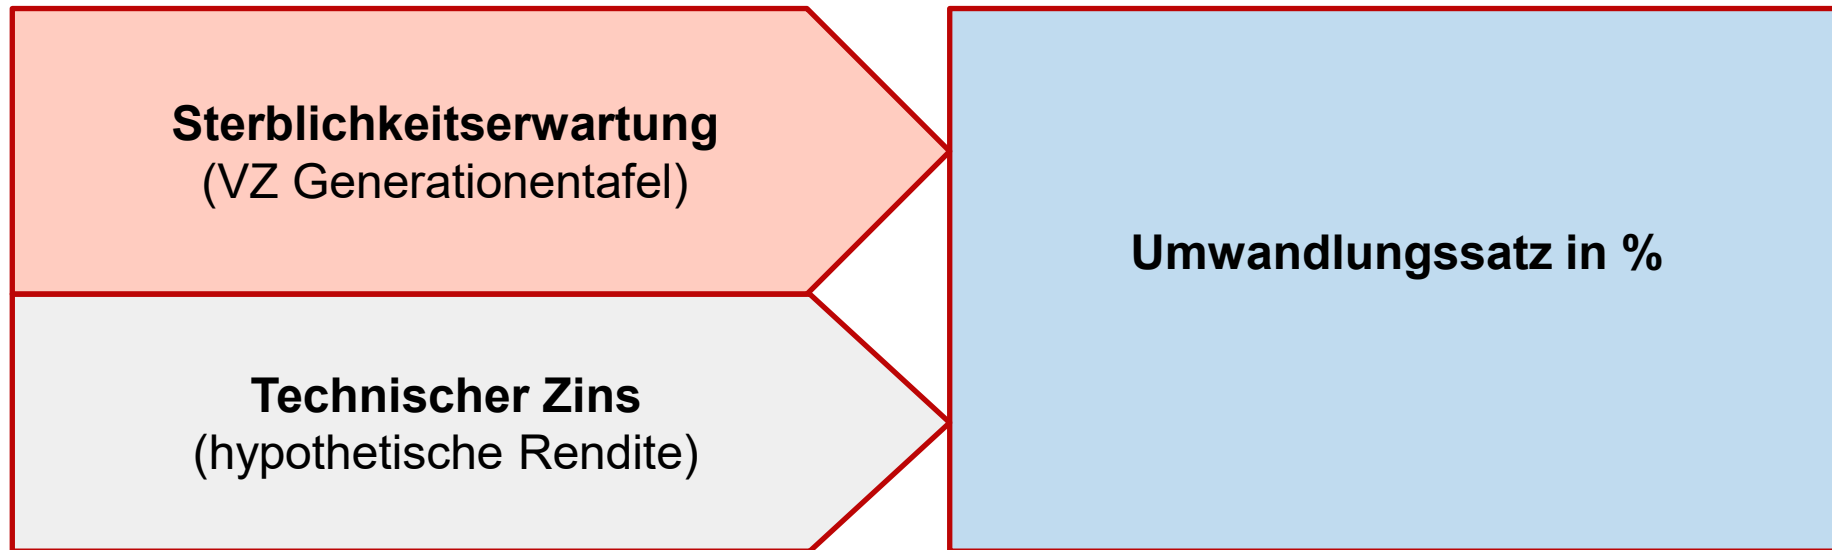 Sterblichkeitserwartung
(VZ Generationentafel)
Umwandlungssatz in %
Technischer Zins
(hypothetische Rendite)